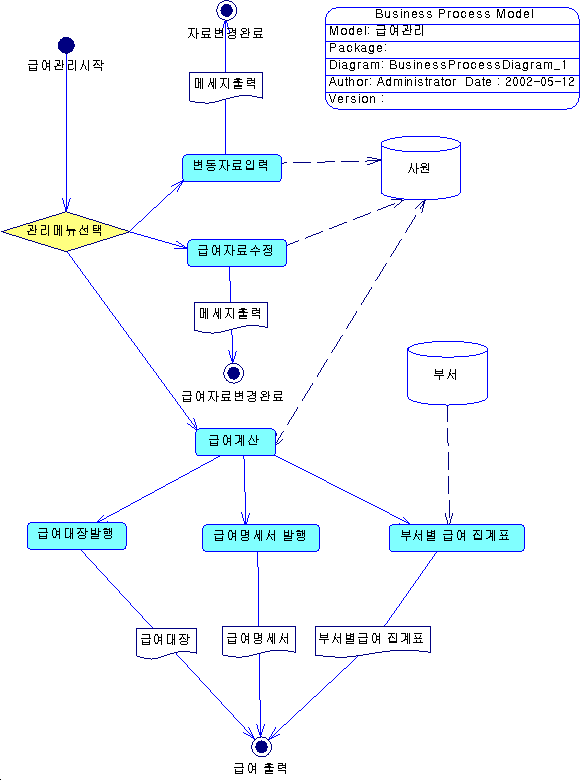 자료변경완료
Business Process Model
Model: 급여관리
Package:
Diagram: BusinessProcessDiagram_1
Author: Administrator Date : 2002-05-12
Version :
급여관리시작
메세지출력
변동자료입력
사원
관리메뉴선택
급여자료수정
메세지출력
급여자료변경완료
부서
급여계산
급여대장발행
급여명세서 발행
부서별 급여 집계표
급여대장
급여명세서
부서별급여 집계표
급여 출력